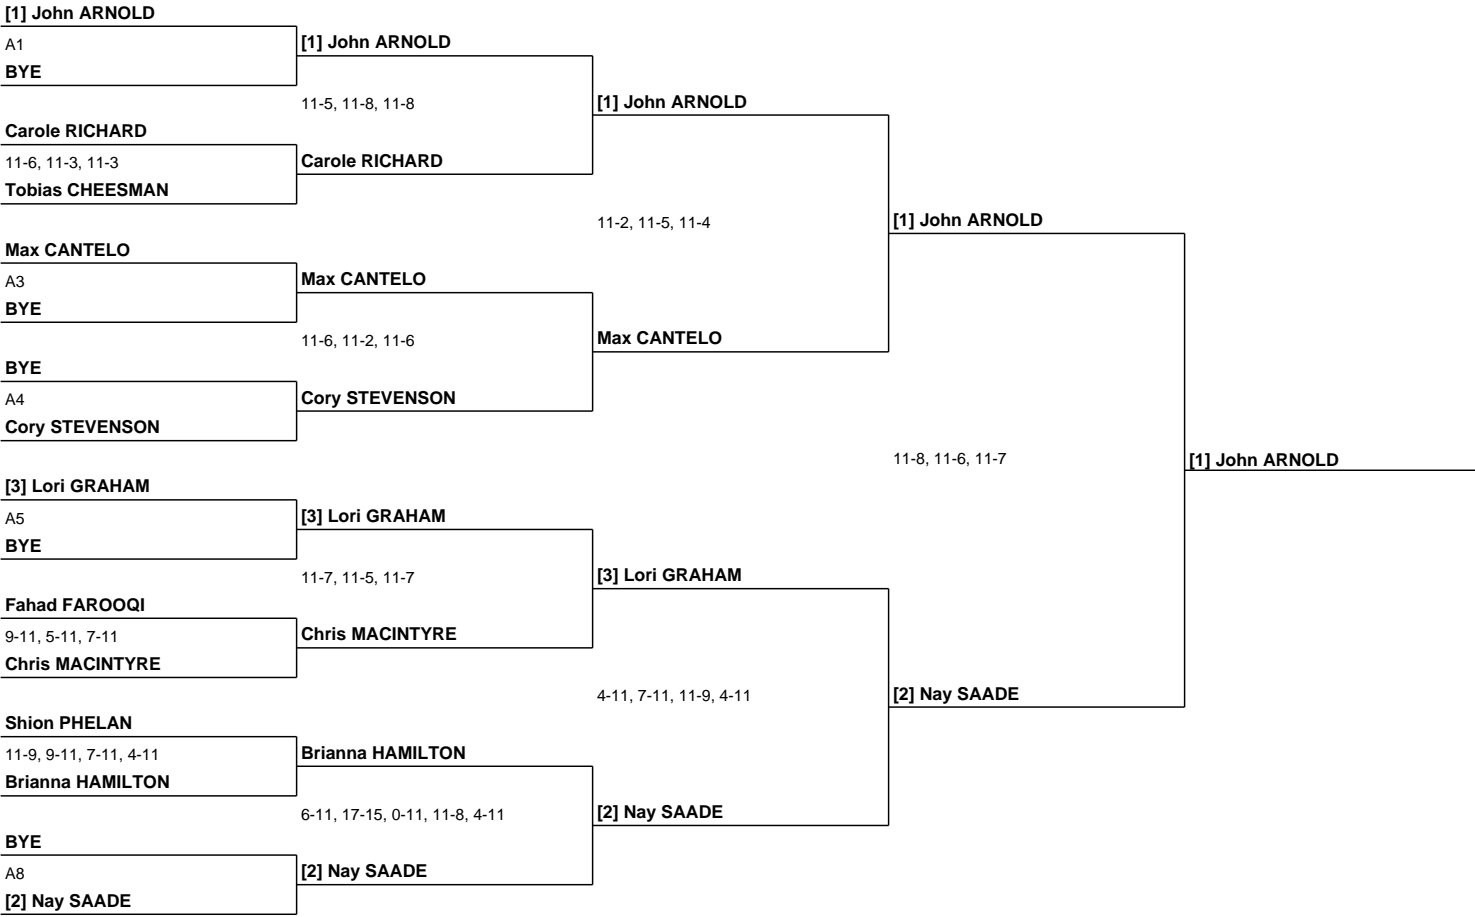 [1] John ARNOLD
A1
BYE
Carole RICHARD
11-6, 11-3, 11-3
Tobias CHEESMAN
Max CANTELO
A3
BYE
BYE
A4
Cory STEVENSON
[3] Lori GRAHAM
A5
BYE
Fahad FAROOQI
9-11, 5-11, 7-11
Chris MACINTYRE
Shion PHELAN
11-9, 9-11, 7-11, 4-11
Brianna HAMILTON
BYE
A8
[2] Nay SAADE
[1] John ARNOLD
11-5, 11-8, 11-8
Carole RICHARD
Max CANTELO
11-6, 11-2, 11-6
Cory STEVENSON
[3] Lori GRAHAM
11-7, 11-5, 11-7
Chris MACINTYRE
Brianna HAMILTON
6-11, 17-15, 0-11, 11-8, 4-11
[2] Nay SAADE
[1] John ARNOLD
11-2, 11-5, 11-4
Max CANTELO
[3] Lori GRAHAM
4-11, 7-11, 11-9, 4-11
[2] Nay SAADE
[1] John ARNOLD
11-8, 11-6, 11-7
[2] Nay SAADE
[1] John ARNOLD